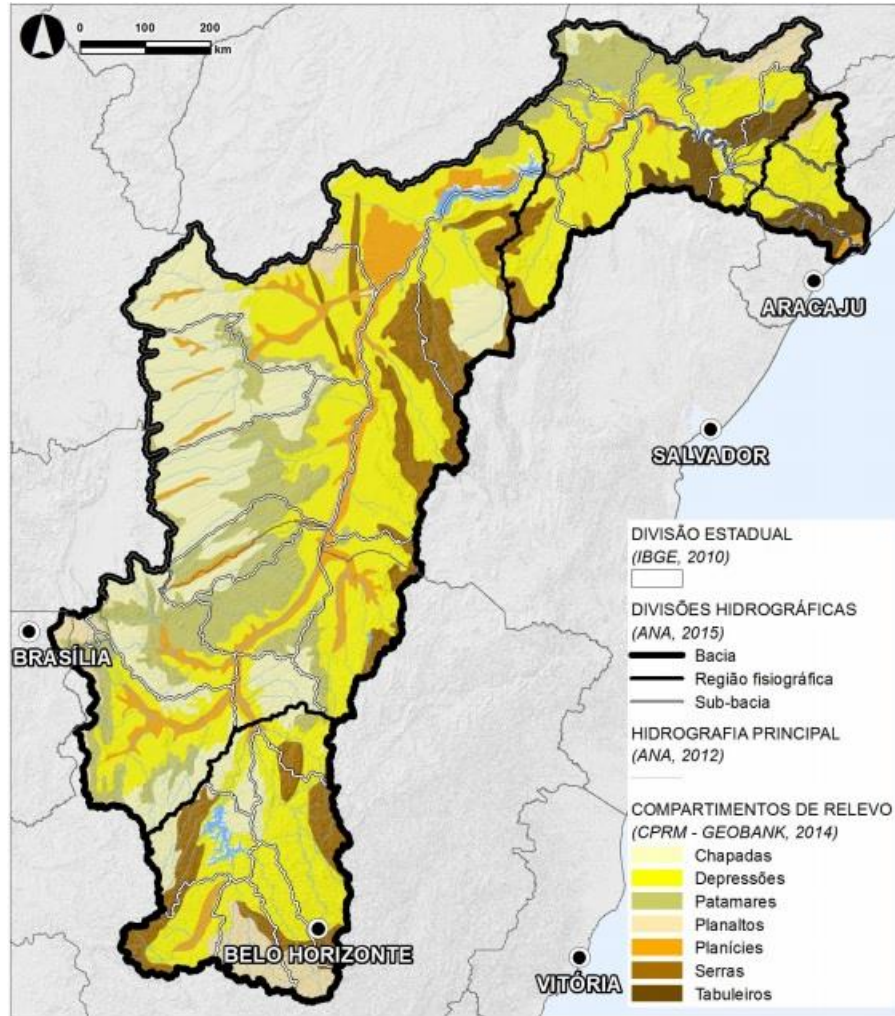 0 100 200
km
ARACAJU
SALVADOR
BRASÍLIA
BELO HORIZONTE
VITÓRIA
DIVISÃO ESTADUAL
(IBGE, 2010)
DIVISÕES HIDROGRÁFICAS
(ANA, 2015)
Bacia
Região fisiográfica
Sub-bacia
HIDROGRAFIA PRINCIPAL
(ANA, 2012)
COMPARTIMENTOS DE RELEVO
(CPRM - GEOBANK, 2014)
Chapadas
Depressões
Patamares
Planaltos
Planícies
Serras
Tabuleiros